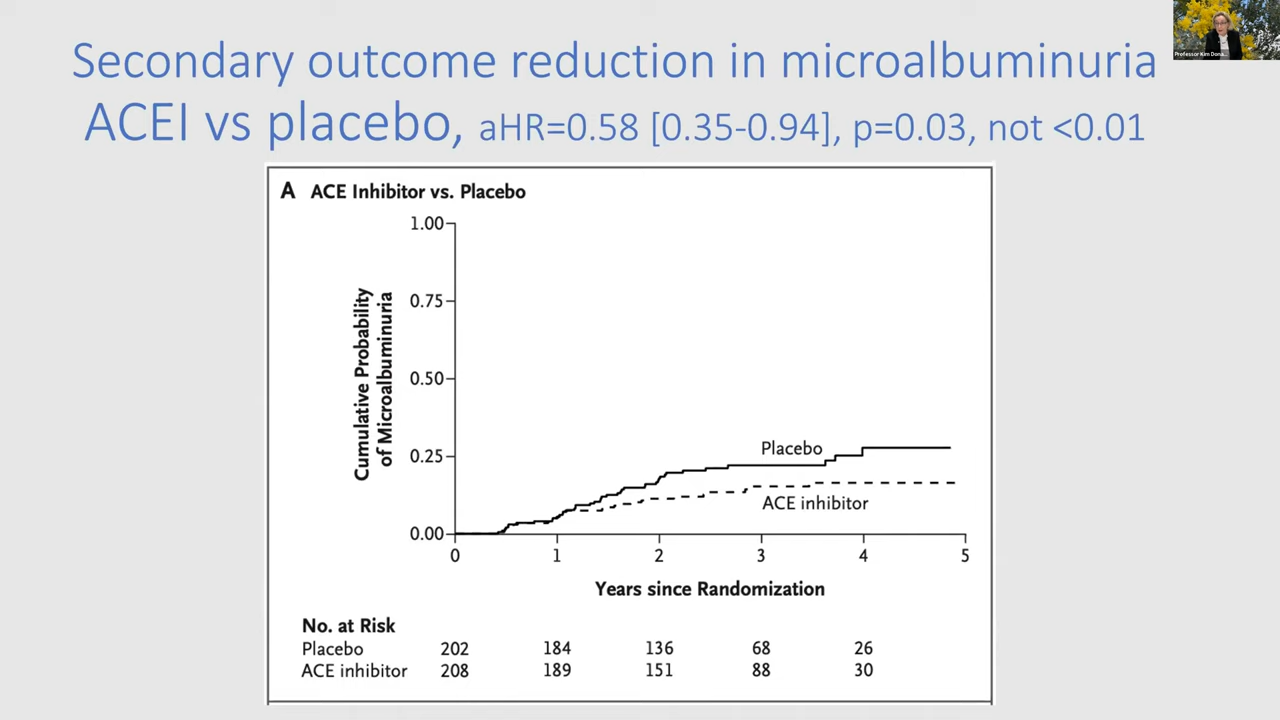 Secondary outcome reduction in microalbuminuria
ACEI vs placebo, aHR=0.58 [0.35-0.94], p=0.03, not <0.01
Professor Kim Dona...
A ACE Inhibitor vs. Placebo
Cumulative Probability
of Microalbuminuria
1.00
0.75
0.50
0.25
0.00
Placebo
ACE inhibitor
0 1 2 3 4 5
Years since Randomization
No. at Risk
Placebo 202 184 136 68 26
ACE inhibitor 208 189 151 88 30